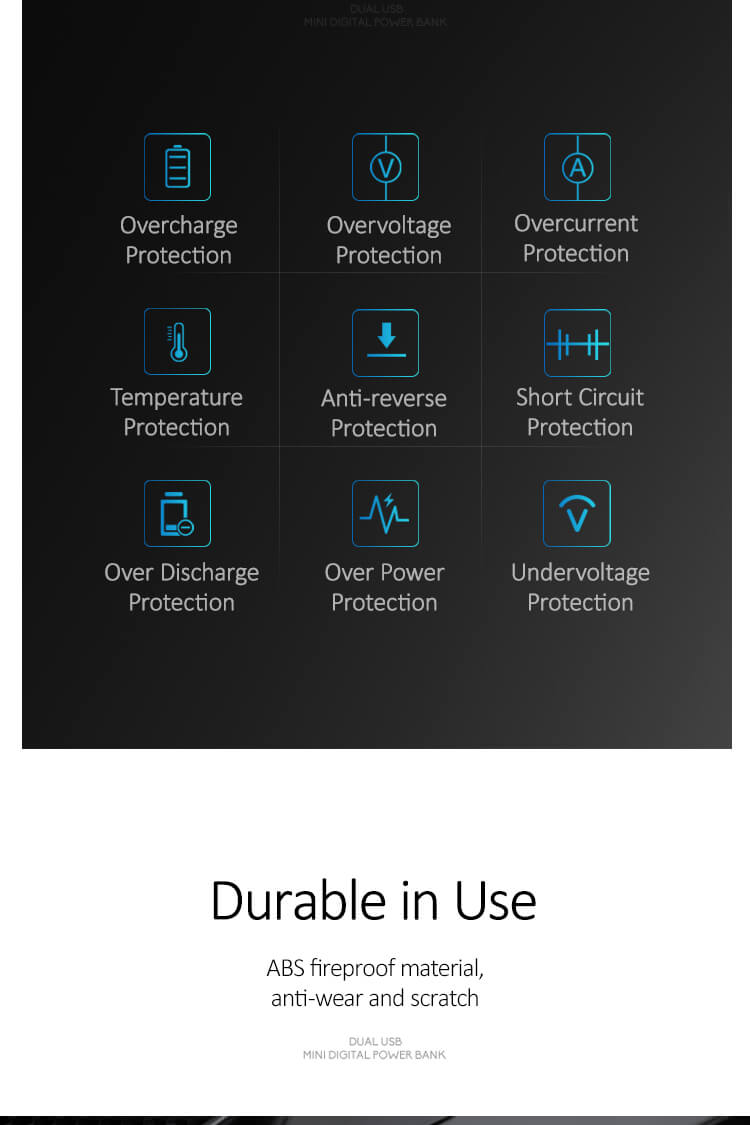 DUAL USB
MINI DIGITAL POWER BANK
V
A
Overcharge
Protection
Overvoltage
Protection
Overcurrent
Protection
Temperature
Protection
Anti-reverse
Protection
Short Circuit
Protection
V
Over Discharge
Protection
Over Power
Protection
Undervoltage
Protection
Durable in Use
ABS fireproof material,
anti-wear and scratch
DUAL USB
MINI DIGITAL POWER BANK